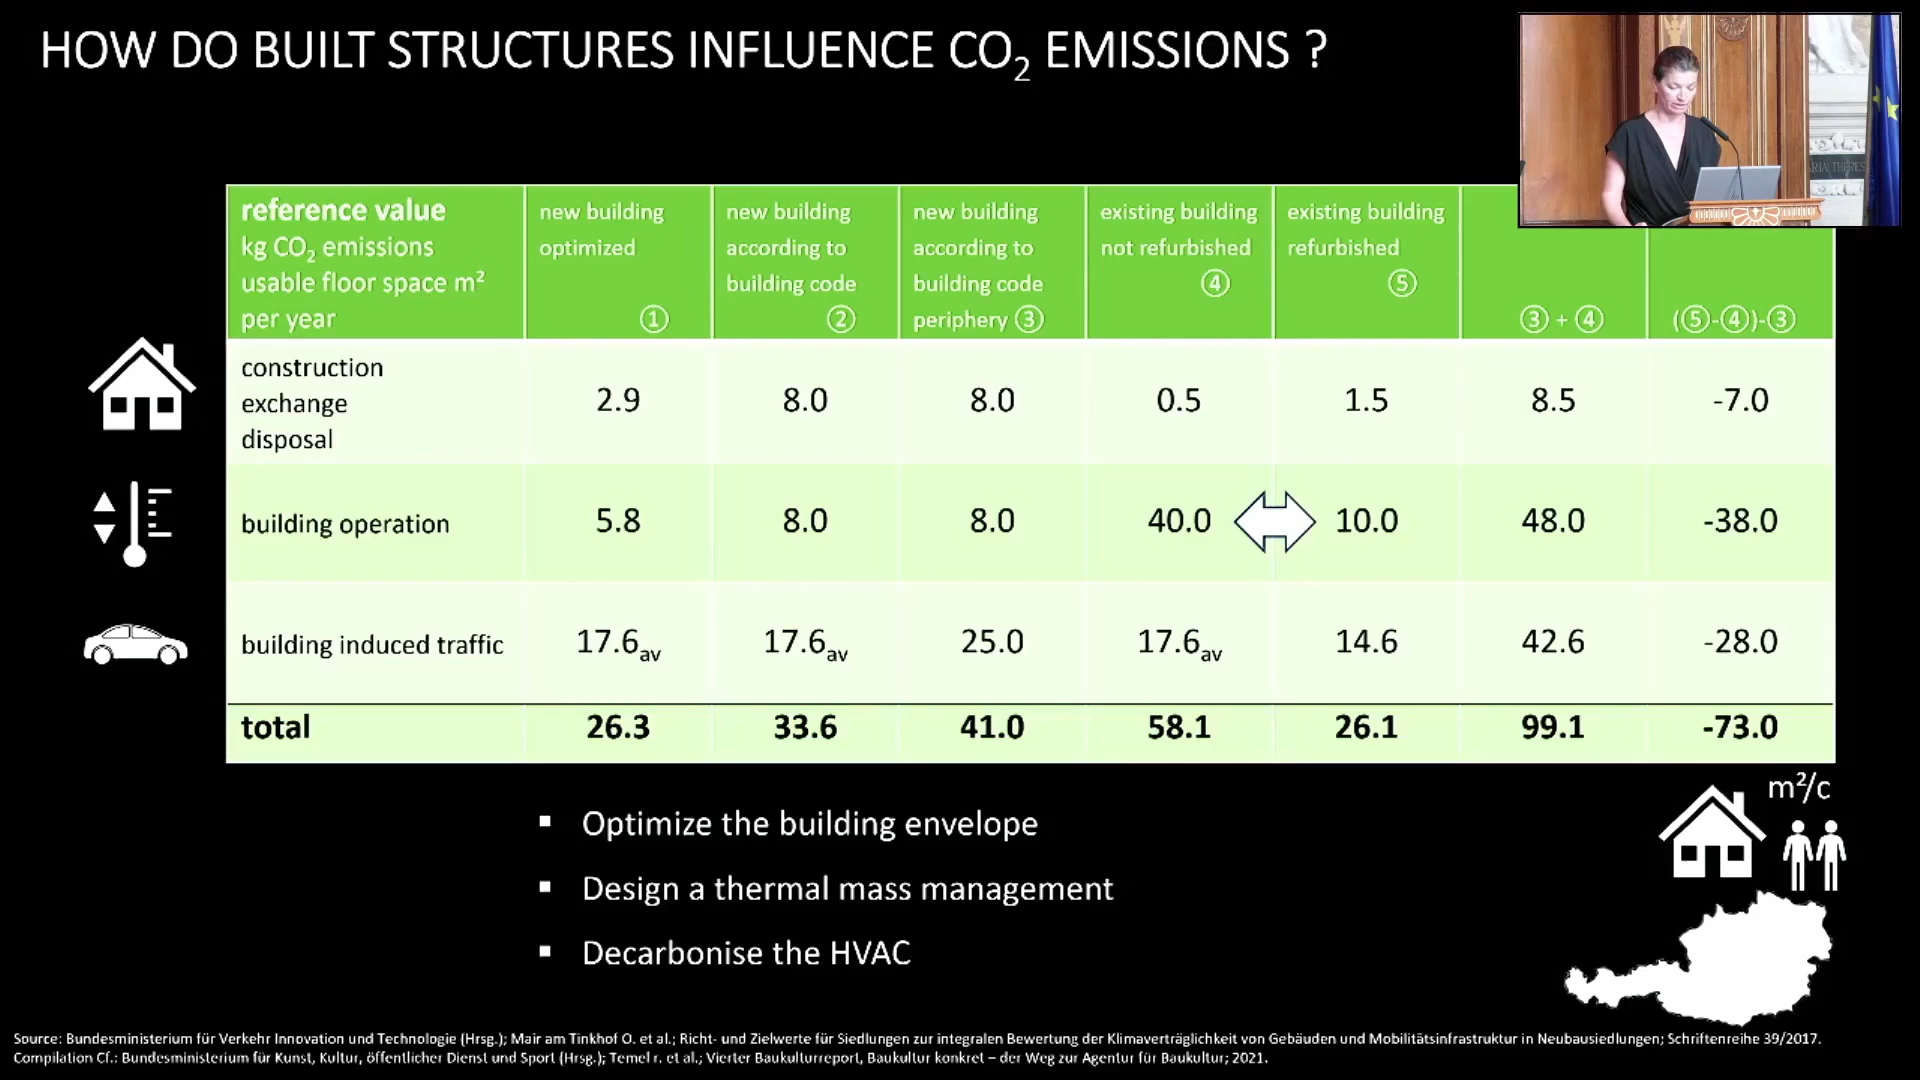 HOW DO BUILT STRUCTURES INFLUENCE CO₂ EMISSIONS ?
reference value
kg CO₂ emissions
usable floor space m²
per year
new building
optimized
①
new building
according to
building code
②
new building
according to
building code
periphery ③
existing building
not refurbished
④
existing building
refurbished
⑤
③ + ④
((⑤-④)-③
construction
exchange
disposal
2.9 8.0 8.0 0.5 1.5 8.5 -7.0
building operation 5.8 8.0 8.0 40.0 10.0 48.0 -38.0
building induced traffic 17.6av 17.6av 25.0 17.6av 14.6 42.6 -28.0
total 26.3 33.6 41.0 58.1 26.1 99.1 -73.0
m²/c
▪ Optimize the building envelope
▪ Design a thermal mass management
▪ Decarbonise the HVAC
Source: Bundesministerium für Verkehr Innovation und Technologie (Hrsg.); Mair am Tinkhof O. et al.; Richt- und Zielwerte für Siedlungen zur integralen Bewertung der Klimaverträglichkeit von Gebäuden und Mobilitätsinfrastruktur in Neubausiedlungen; Schriftenreihe 39/2017.
Compilation Cf.: Bundesministerium für Kunst, Kultur, öffentlicher Dienst und Sport (Hrsg.); Temel r. et al.; Vierter Baukulturreport, Baukultur konkret – der Weg zur Agentur für Baukultur; 2021.